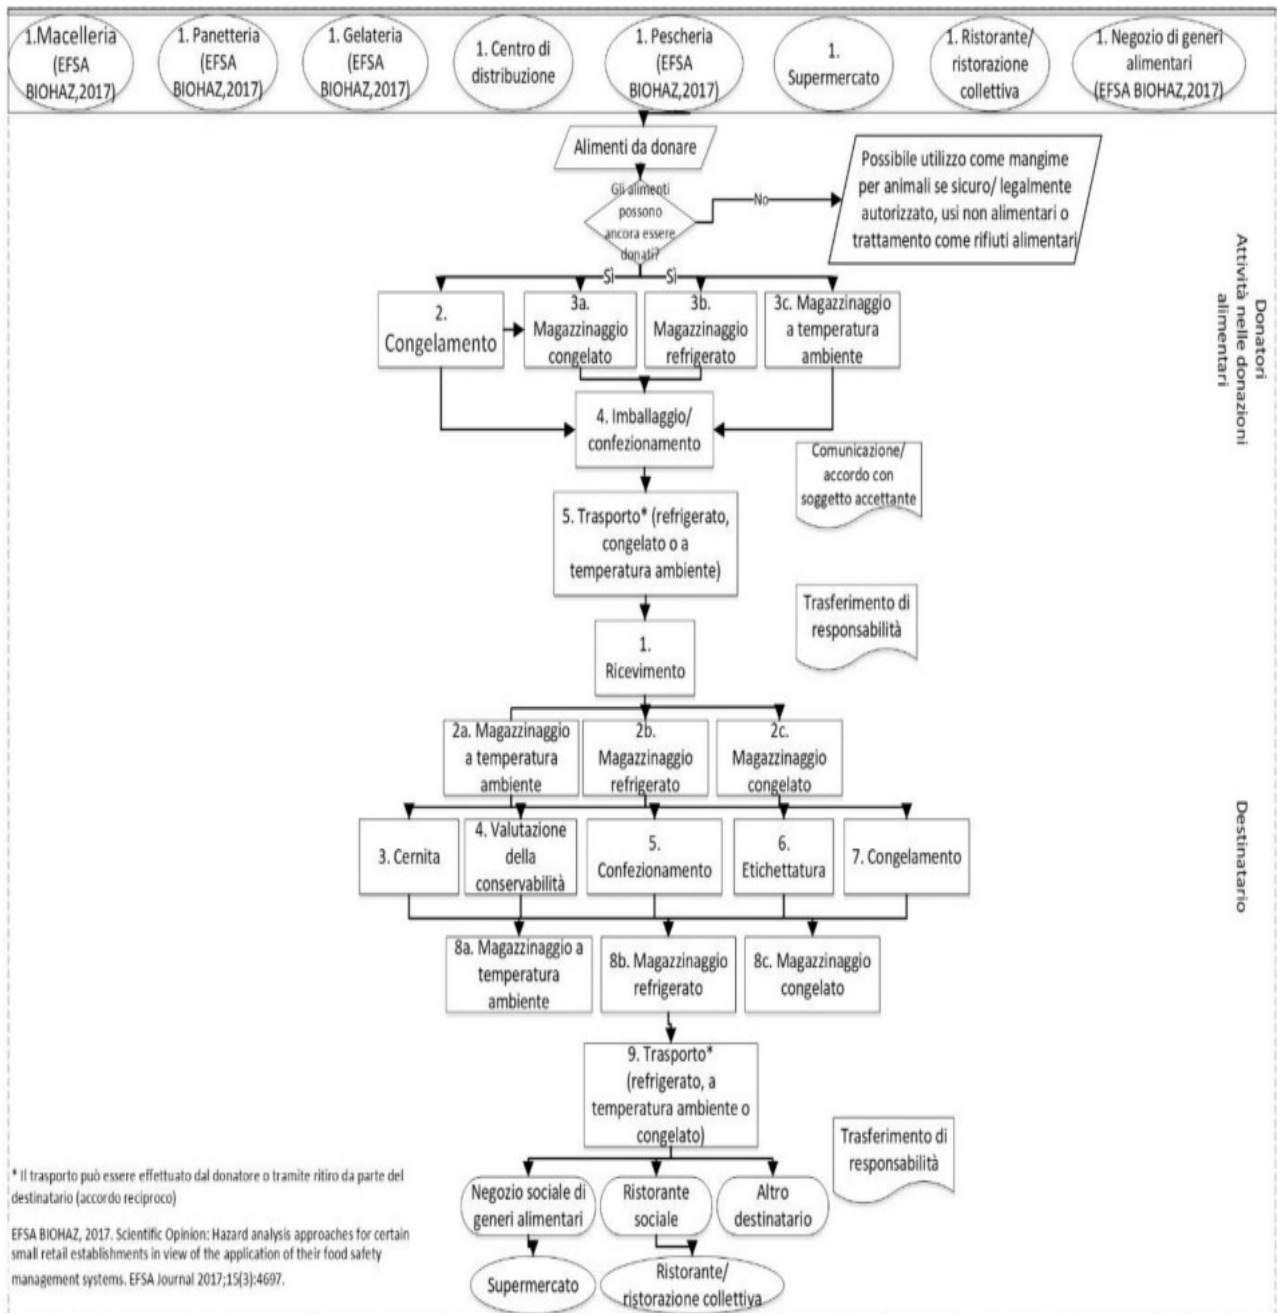 1.Macelleria
(EFSA
BIOHAZ,2017)
1. Panetteria
(EFSA
BIOHAZ,2017)
1. Gelateria
(EFSA
BIOHAZ,2017)
1. Centro di
distribuzione
1. Pescheria
(EFSA
BIOHAZ,2017)
1.
Supermercato
1. Ristorante/
ristorazione
collettiva
1. Negozio di generi
alimentari
(EFSA BIOHAZ,2017)
Alimenti da donare
Gli alimenti
possono
ancora essere
donati?
No
Possibile utilizzo come mangime
per animali se sicuro/ legalmente
autorizzato, usi non alimentari o
trattamento come rifiuti alimentari
Sì
Sì
2.
Congelamento
3a.
Magazzinaggio
congelato
3b.
Magazzinaggio
refrigerato
3c. Magazzinaggio
a temperatura
ambiente
Donatori
Attività nelle donazioni
alimentari
4. Imballaggio/
confezionamento
Comunicazione/
accordo con
soggetto accettante
5. Trasporto* (refrigerato,
congelato o a
temperatura ambiente)
Trasferimento di
responsabilità
1.
Ricevimento
2a. Magazzinaggio
a temperatura
ambiente
2b.
Magazzinaggio
refrigerato
2c.
Magazzinaggio
congelato
Destinatario
3. Cernita
4. Valutazione
della
conservabilità
5.
Confezionamento
6.
Etichettatura
7. Congelamento
8a. Magazzinaggio a
temperatura
ambiente
8b. Magazzinaggio
refrigerato
8c. Magazzinaggio
congelato
9. Trasporto*
(refrigerato, a
temperatura ambiente o
congelato)
Trasferimento di
responsabilità
Negozio sociale di
generi alimentari
Ristorante
sociale
Altro
destinatario
Supermercato
Ristorante/
ristorazione collettiva
* Il trasporto può essere effettuato dal donatore o tramite ritiro da parte del
destinatario (accordo reciproco)
EFSA BIOHAZ, 2017. Scientific Opinion: Hazard analysis approaches for certain
small retail establishments in view of the application of their food safety
management systems. EFSA Journal 2017;15(3):4697.